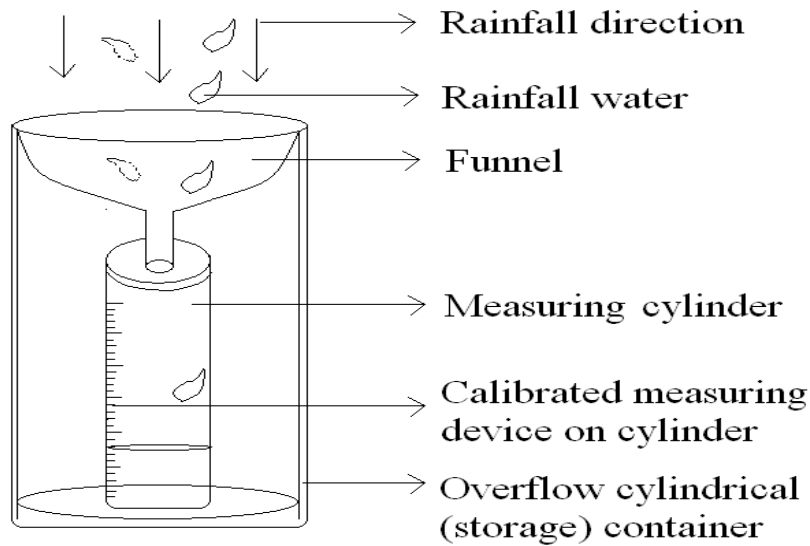 Rainfall direction
Rainfall water
Funnel
Measuring cylinder
Calibrated measuring
device on cylinder
Overflow cylindrical
(storage) container